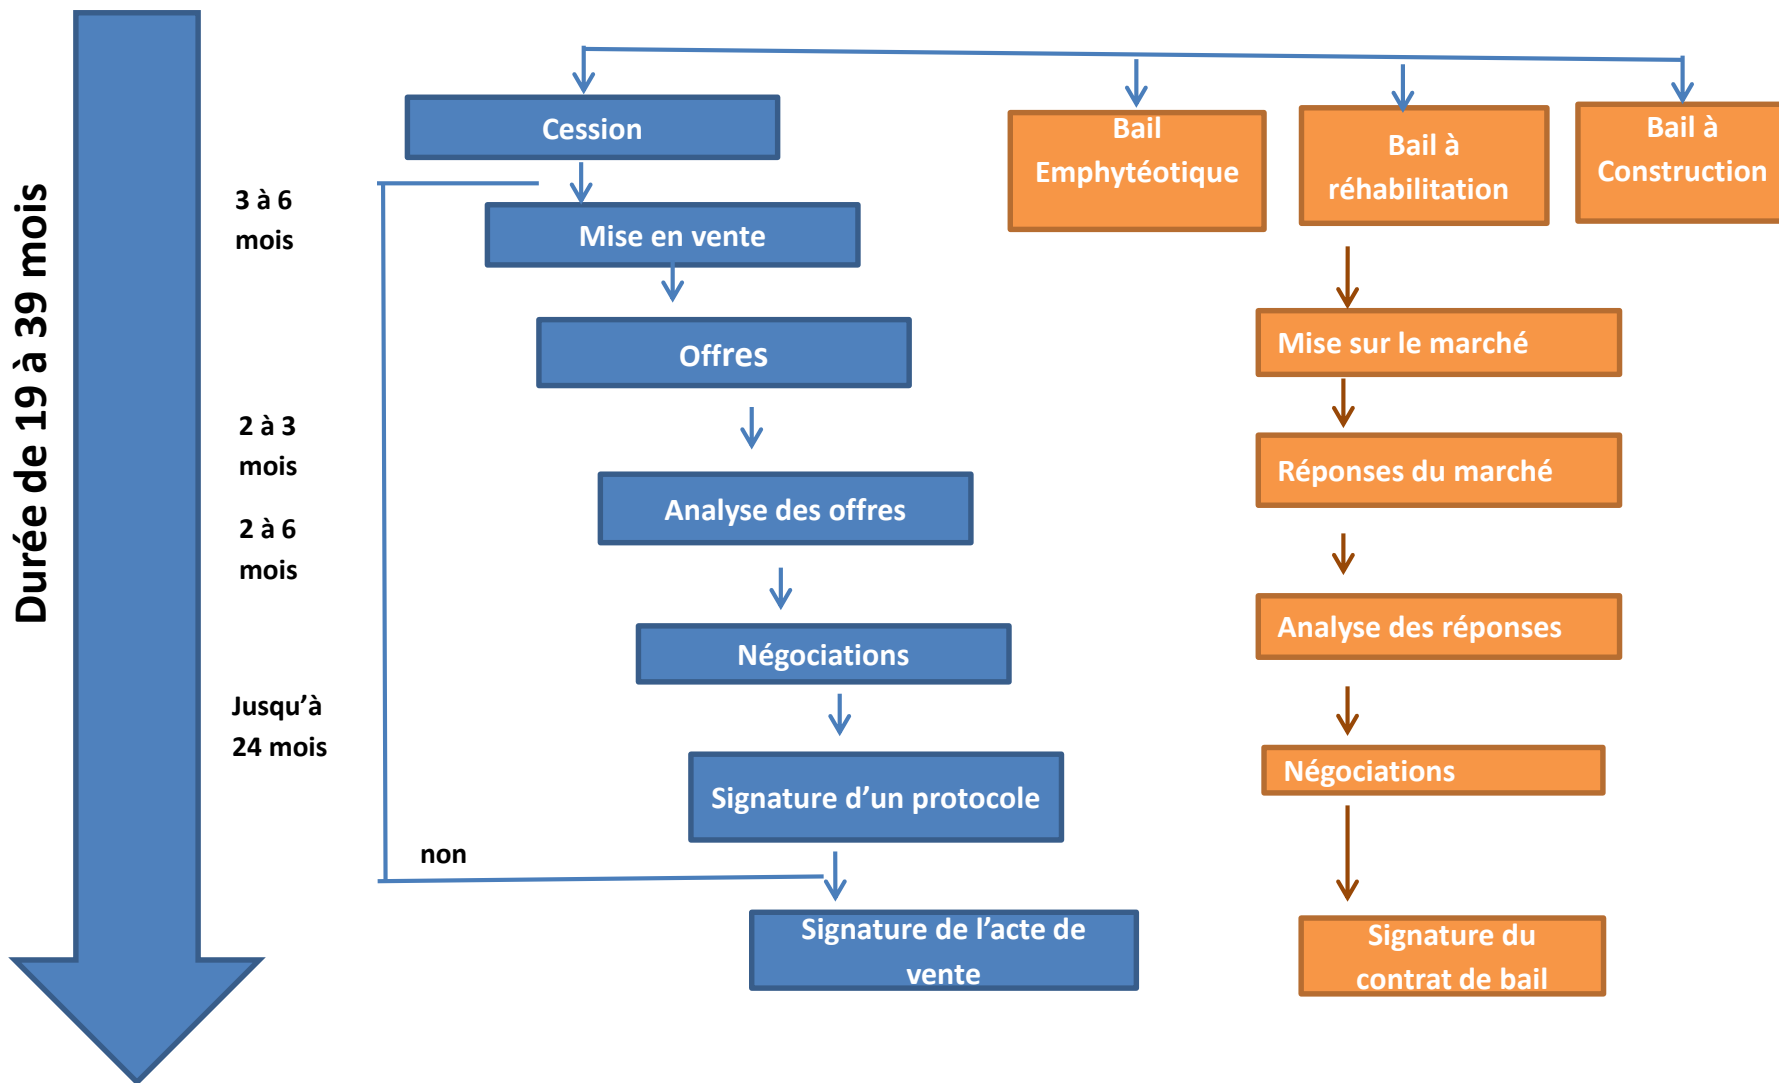 Durée de 19 à 39 mois
Cession
Bail
Emphytéotique
Bail à
réhabilitation
Bail à
Construction
3 à 6
mois
Mise en vente
Offres
Mise sur le marché
2 à 3
mois
Réponses du marché
Analyse des offres
2 à 6
mois
Négociations
Analyse des réponses
Jusqu’à
24 mois
Signature d’un protocole
Négociations
non
Signature de l’acte de
vente
Signature du
contrat de bail